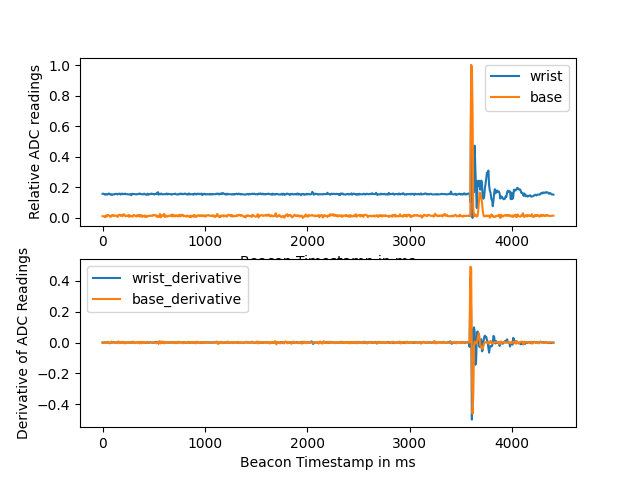 Relative ADC readings
1.0
0.8
0.6
0.4
0.2
0.0
wrist
base
0 1000 2000 3000 4000
Beacon Timestamp in ms
Derivative of ADC Readings
0.4
0.2
0.0
−0.2
−0.4
wrist_derivative
base_derivative
0 1000 2000 3000 4000
Beacon Timestamp in ms